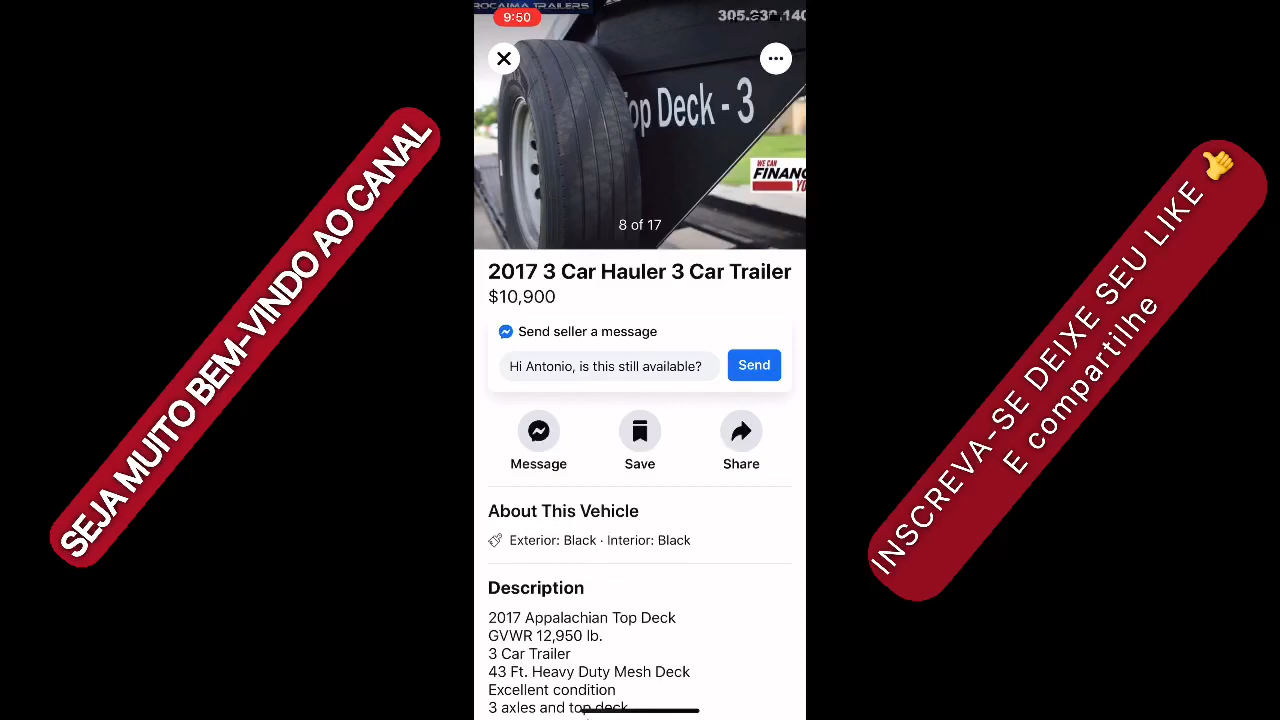 SEJA MUITO BEM-VINDO AO CANAL
9:50
op Deck - 3
WE CAN
FINANC
YO
8 of 17
2017 3 Car Hauler 3 Car Trailer
$10,900
Send seller a message
Hi Antonio, is this still available?
Send
Message
Save
Share
About This Vehicle
Exterior: Black · Interior: Black
Description
2017 Appalachian Top Deck
GVWR 12,950 lb.
3 Car Trailer
43 Ft. Heavy Duty Mesh Deck
Excellent condition
3 axles and top deck
INSCREVA-SE DEIXE SEU LIKE 👍
E compartilhe